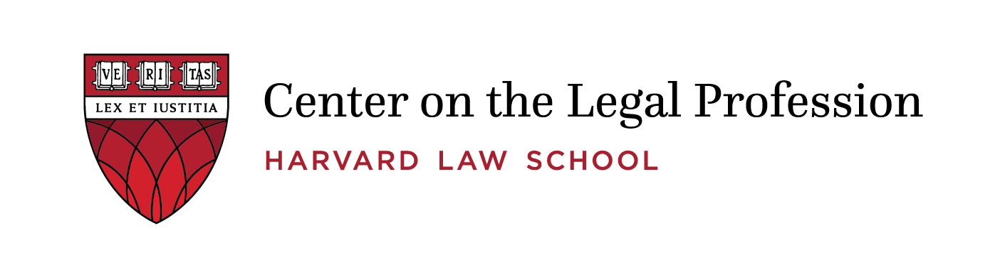 VE RI TAS
LEX ET IUSTITIA
Center on the Legal Profession
HARVARD LAW SCHOOL